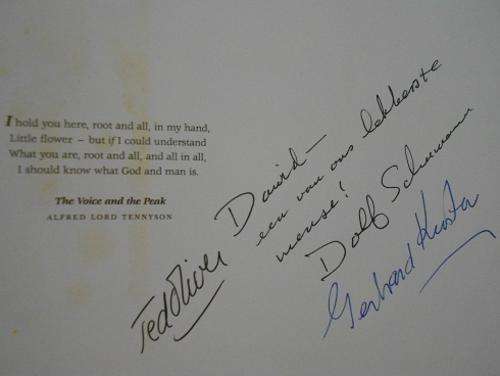 I hold you here, root and all, in my hand,
Little flower – but if I could understand
What you are, root and all, and all in all,
I should know what God and man is.
The Voice and the Peak
ALFRED LORD TENNYSON
David –
een van ons lekkerste
mense!
Dolf Schumann
Ted Oliver
Gerhard